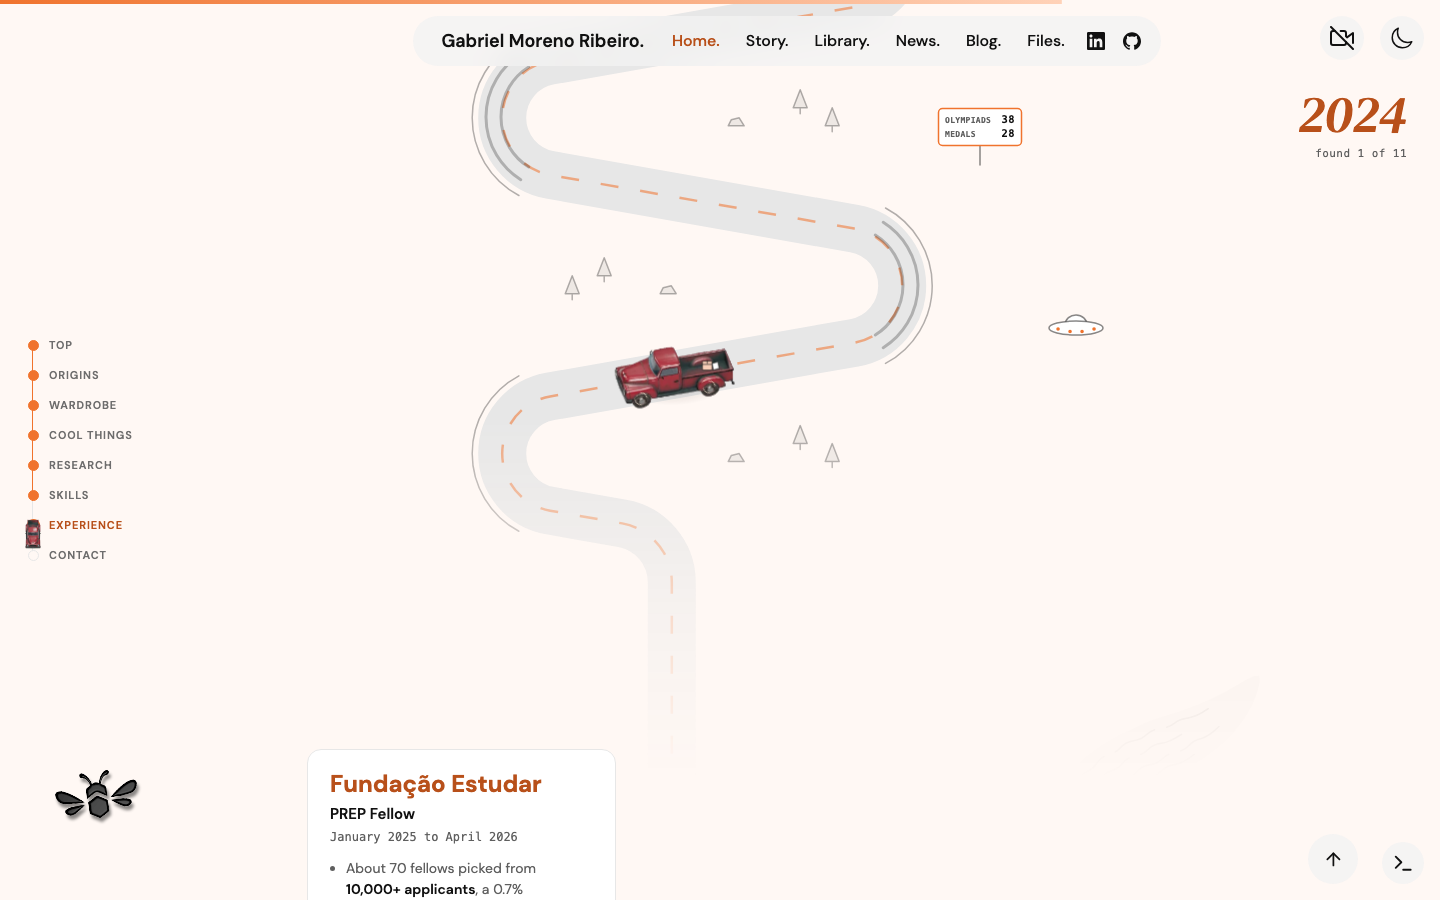 Gabriel Moreno Ribeiro.
Home.
Story.
Library.
News.
Blog.
Files.
2024
found 1 of 11
OLYMPIADS 38
MEDALS 28
TOP
ORIGINS
WARDROBE
COOL THINGS
RESEARCH
SKILLS
EXPERIENCE
CONTACT
Fundação Estudar
PREP Fellow
January 2025 to April 2026
About 70 fellows picked from
10,000+ applicants, a 0.7%